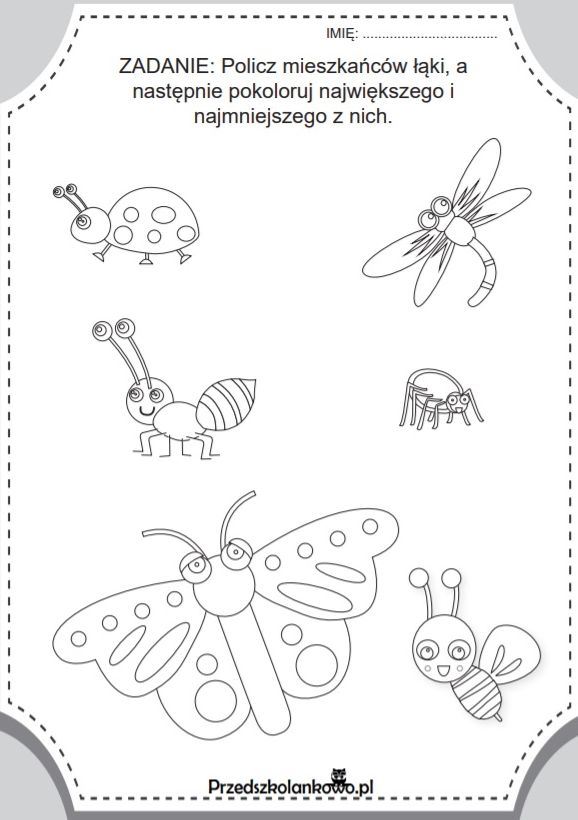 IMIĘ: ..................................
ZADANIE: Policz mieszkańców łąki, a
następnie pokoloruj największego i
najmniejszego z nich.
Przedszkolankowo.pl